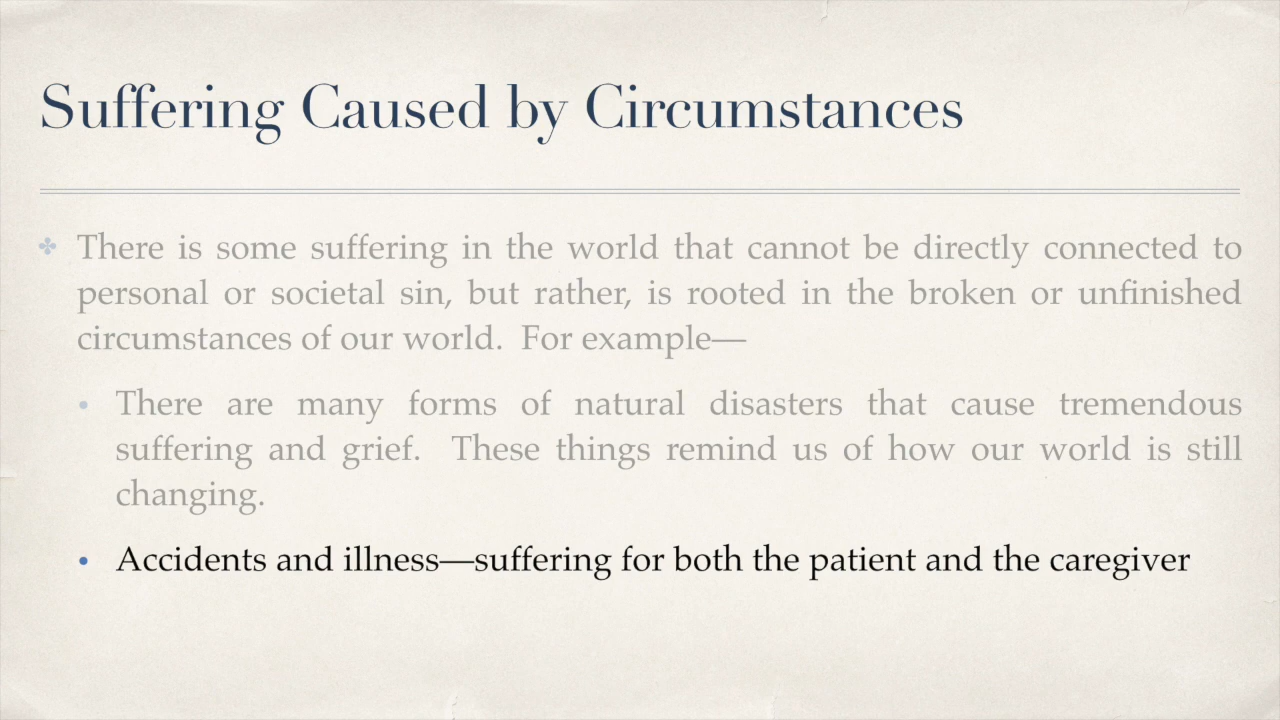 Suffering Caused by Circumstances
✤ There is some suffering in the world that cannot be directly connected to
personal or societal sin, but rather, is rooted in the broken or unfinished
circumstances of our world.  For example—
• There are many forms of natural disasters that cause tremendous
suffering and grief.  These things remind us of how our world is still
changing.
• Accidents and illness—suffering for both the patient and the caregiver